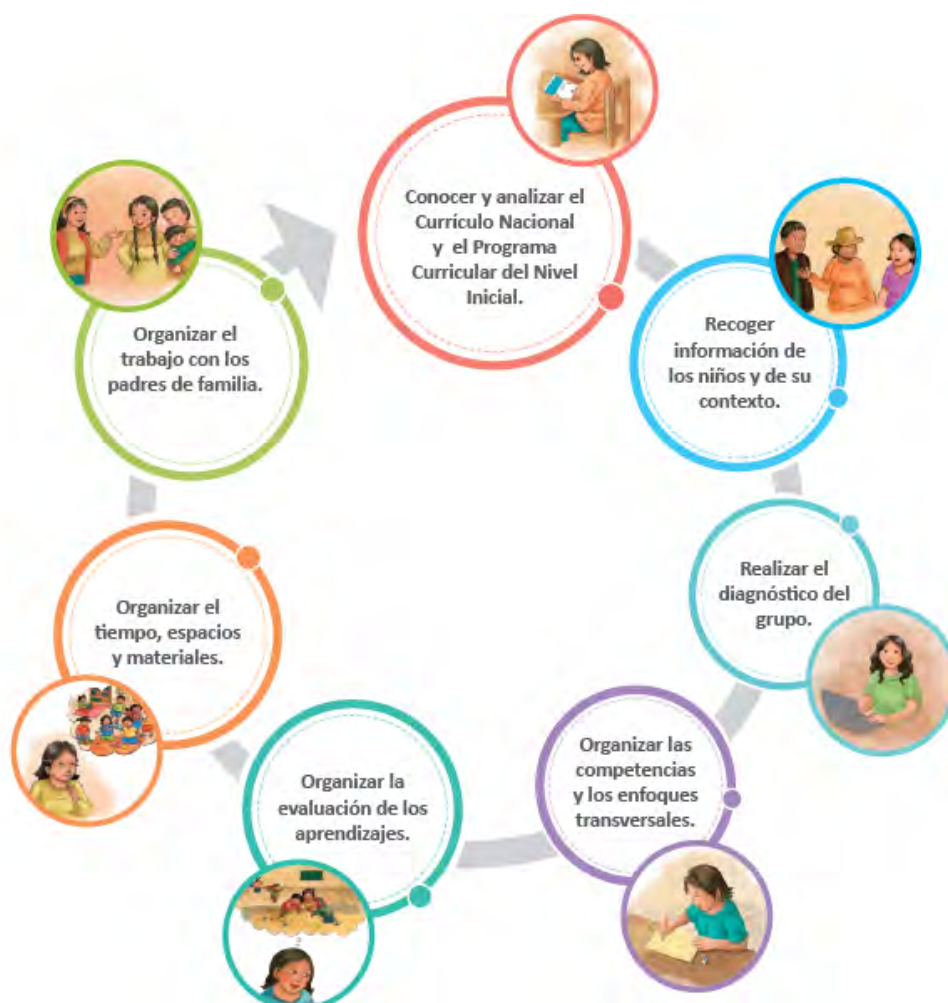 Conocer y analizar el
Currículo Nacional
y el Programa
Curricular del Nivel
Inicial.
Recoger
información de
los niños y de su
contexto.
Realizar el
diagnóstico del
grupo.
Organizar las
competencias
y los enfoques
transversales.
Organizar la
evaluación de los
aprendizajes.
Organizar el
tiempo, espacios
y materiales.
Organizar el
trabajo con los
padres de familia.